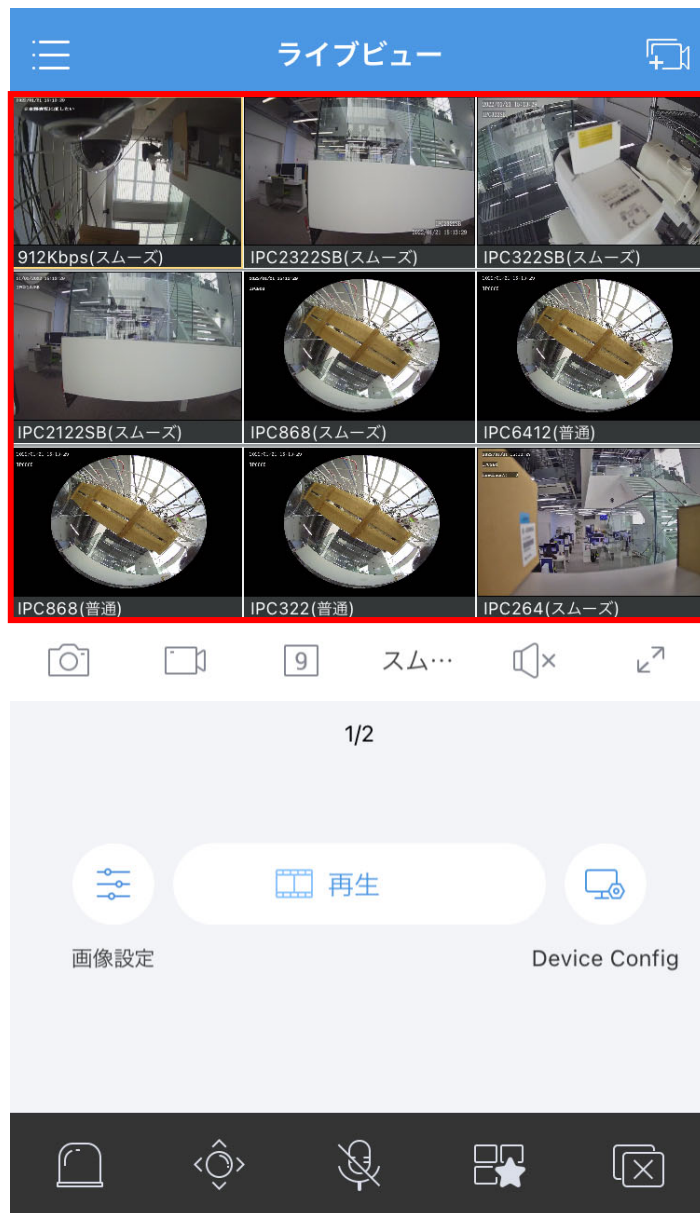 ライブビュー
912Kbps(スムーズ)
IPC2322SB(スムーズ)
IPC322SB(スムーズ)
IPC2122SB(スムーズ)
IPC868(スムーズ)
IPC6412(普通)
IPC868(普通)
IPC322(普通)
IPC264(スムーズ)
9
スム…
1/2
再生
画像設定
Device Config